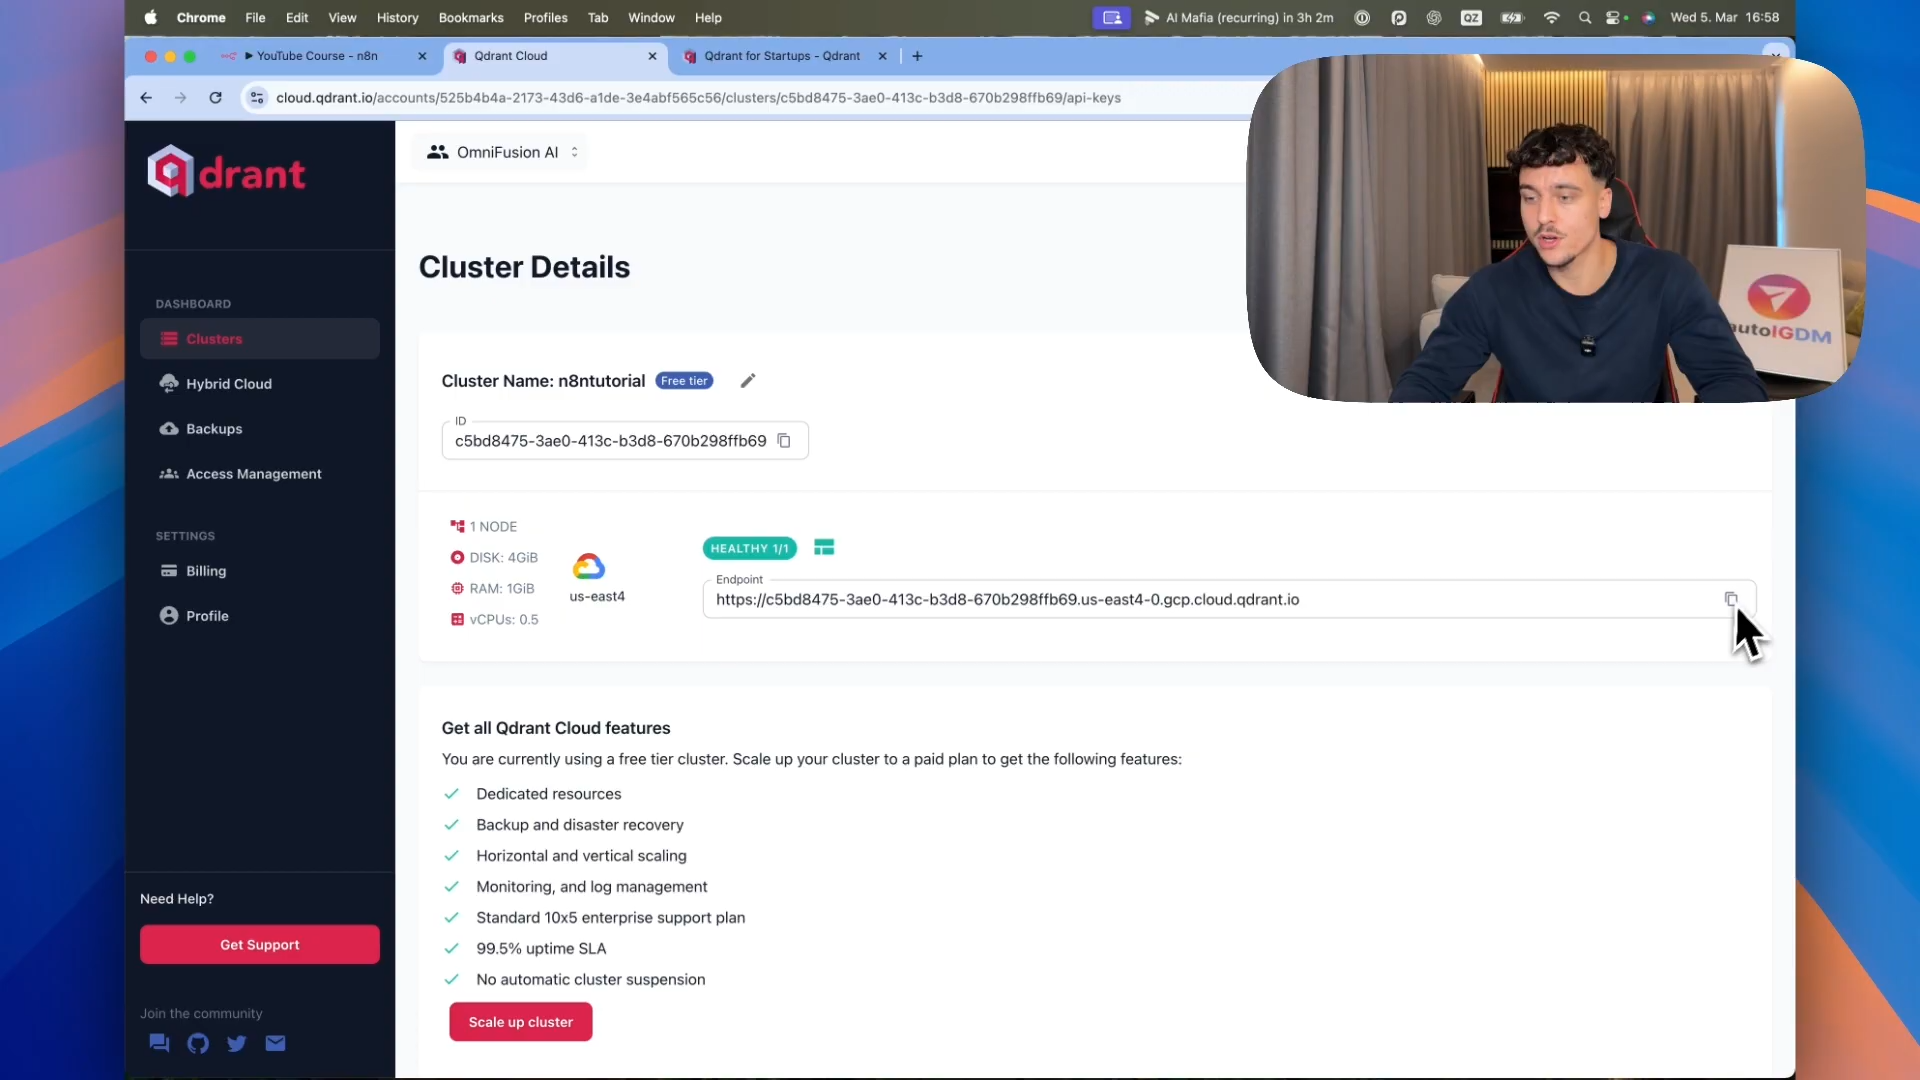 Chrome File Edit View History Bookmarks Profiles Tab Window Help
AI Mafia (recurring) in 3h 2m QZ Wed 5. Mar 16:58
YouTube Course - n8n
Qdrant Cloud
Qdrant for Startups - Qdrant
cloud.qdrant.io/accounts/525b4b4a-2173-43d6-a1de-3e4abf565c56/clusters/c5bd8475-3ae0-413c-b3d8-670b298ffb69/api-keys
qdrant
OmniFusion AI
DASHBOARD
Clusters
Hybrid Cloud
Backups
Access Management
SETTINGS
Billing
Profile
Need Help?
Get Support
Join the community
Cluster Details
Cluster Name: n8ntutorial Free tier
ID
c5bd8475-3ae0-413c-b3d8-670b298ffb69
1 NODE
DISK: 4GiB
RAM: 1GiB
vCPUs: 0.5
us-east4
HEALTHY 1/1
Endpoint
https://c5bd8475-3ae0-413c-b3d8-670b298ffb69.us-east4-0.gcp.cloud.qdrant.io
Get all Qdrant Cloud features
You are currently using a free tier cluster. Scale up your cluster to a paid plan to get the following features:
Dedicated resources
Backup and disaster recovery
Horizontal and vertical scaling
Monitoring, and log management
Standard 10x5 enterprise support plan
99.5% uptime SLA
No automatic cluster suspension
Scale up cluster
autoIGDM